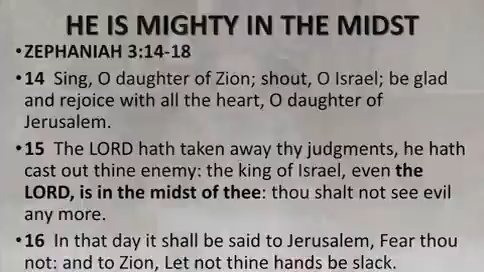 HE IS MIGHTY IN THE MIDST
•ZEPHANIAH 3:14-18
•14 Sing, O daughter of Zion; shout, O Israel; be glad
and rejoice with all the heart, O daughter of
Jerusalem.
•15 The LORD hath taken away thy judgments, he hath
cast out thine enemy: the king of Israel, even the
LORD, is in the midst of thee: thou shalt not see evil
any more.
•16 In that day it shall be said to Jerusalem, Fear thou
not: and to Zion, Let not thine hands be slack.